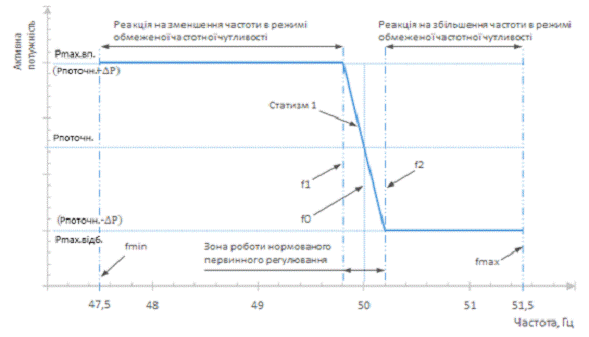 Реакція на зменшення частоти в режимі
обмеженої частотної чутливості
Реакція на збільшення частоти в режимі
обмеженої частотної чутливості
Активна
потужність
Pmax.вп.
(Pпоточн.+ΔP)
Статизм 1
Pпоточн.
f1
f2
f0
(Pпоточн.-ΔP)
Pmax.відб.
fmin
Зона роботи нормованого
первинного регулювання
fmax
47,5
48
49
50
51
51,5
Частота, Гц